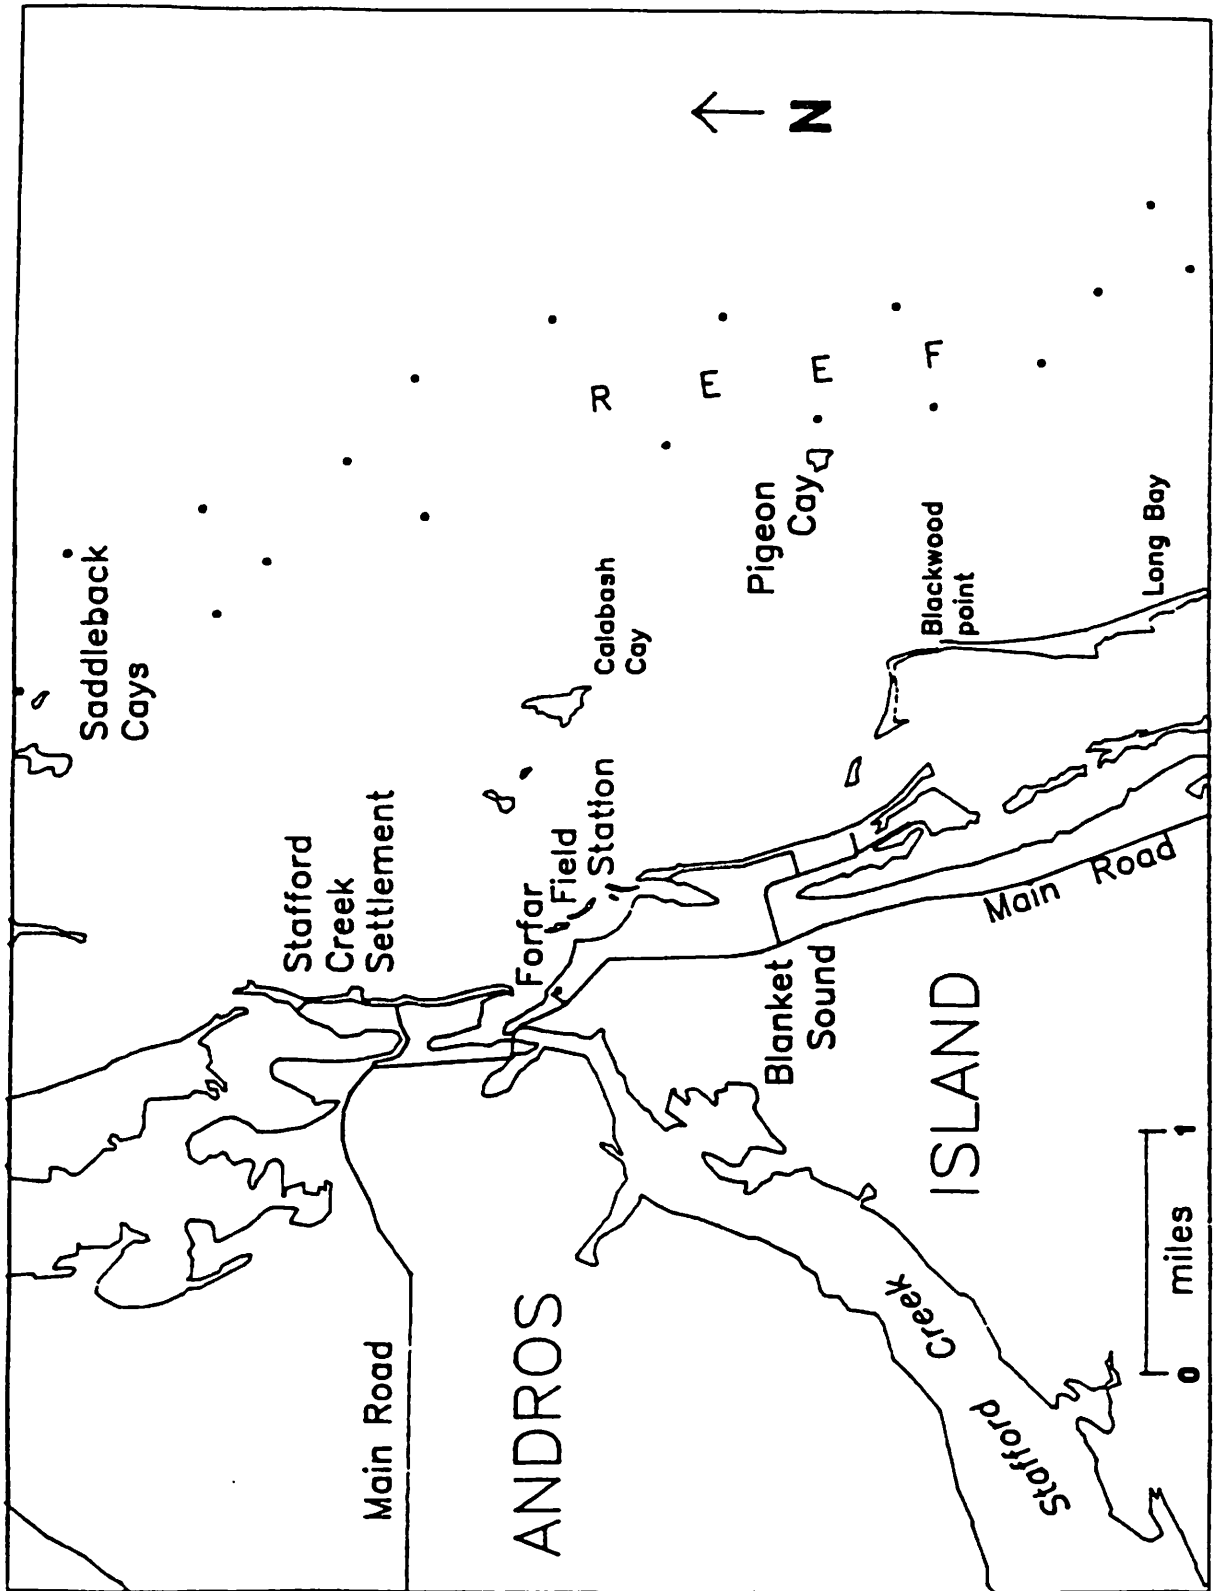 N
Saddleback
Cays
Stafford
Creek
Settlement
Calabash
Cay
R E E F
Pigeon
Cay
Forfar
Field
Station
Blackwood
point
Long Bay
Main Road
Blanket
Sound
Main Road
ANDROS
ISLAND
Stafford Creek
0 1
miles